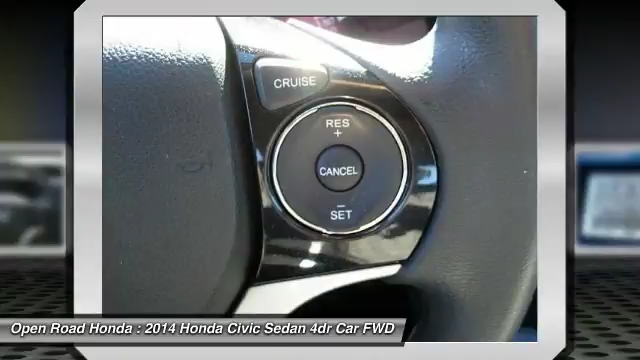 CRUISE
RES
+
CANCEL
–
SET
Open Road Honda : 2014 Honda Civic Sedan 4dr Car FWD